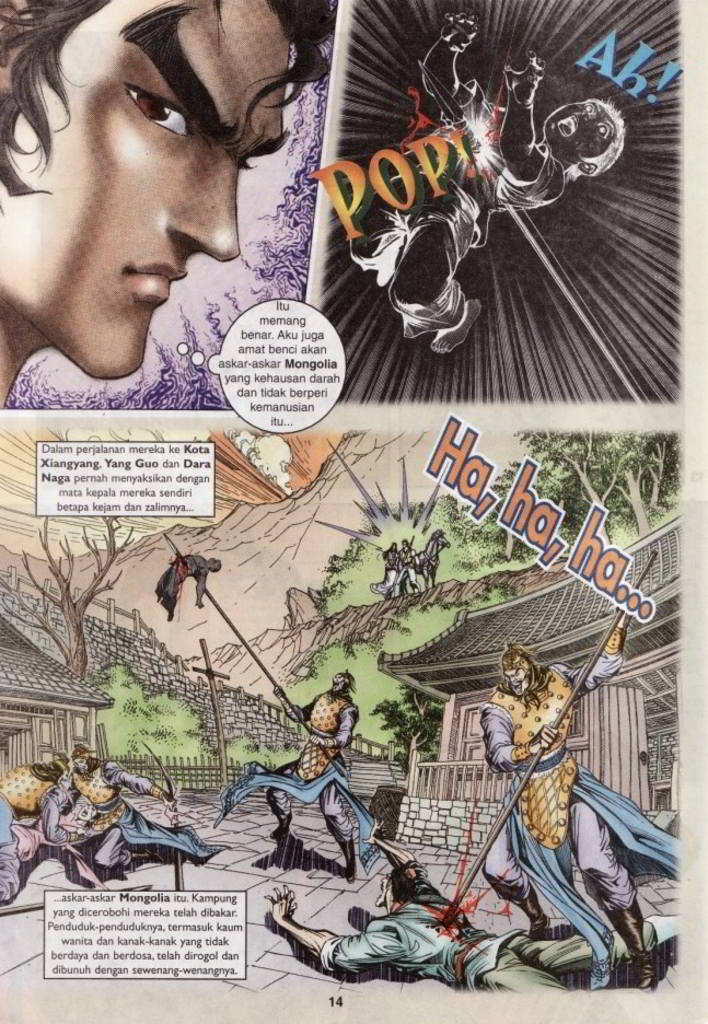 Ah!
POP!
Itu
memang
benar. Aku juga
amat benci akan
askar-askar Mongolia
yang kehausan darah
dan tidak berperi
kemanusian
itu...
Dalam perjalanan mereka ke Kota
Xiangyang, Yang Guo dan Dara
Naga pernah menyaksikan dengan
mata kepala mereka sendiri
betapa kejam dan zalimnya...
Ha, ha, ha...
...askar-askar Mongolia itu. Kampung
yang dicerobohi mereka telah dibakar.
Penduduk-penduduknya, termasuk kaum
wanita dan kanak-kanak yang tidak
berdaya dan berdosa, telah dirogol dan
dibunuh dengan sewenang-wenangnya.
14